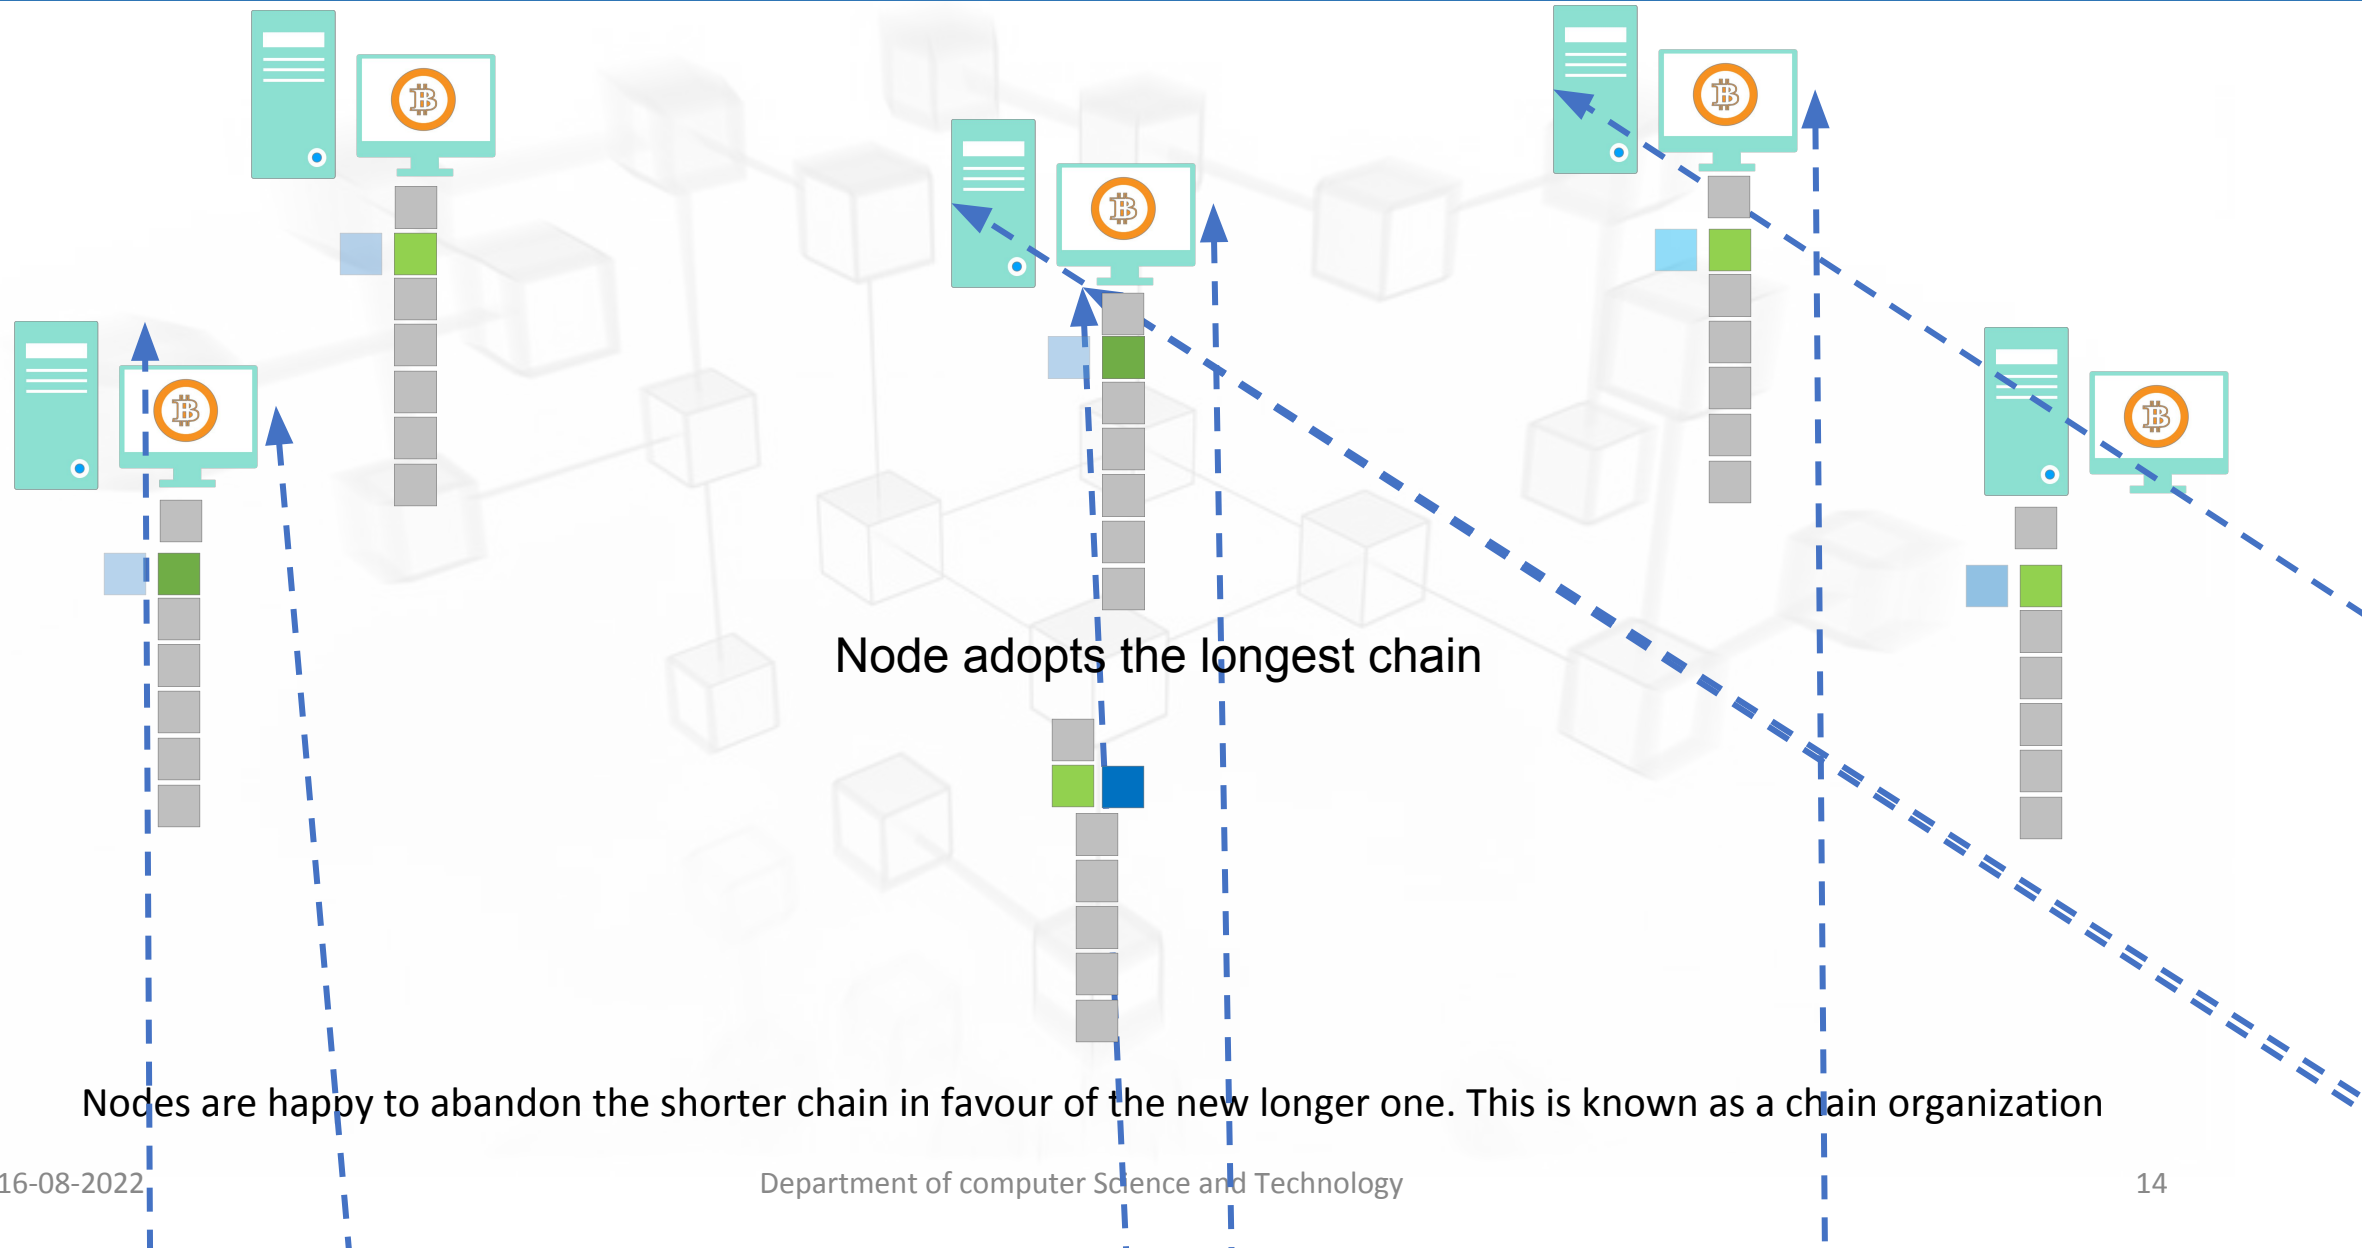 Node adopts the longest chain
Nodes are happy to abandon the shorter chain in favour of the new longer one. This is known as a chain organization
16-08-2022
Department of computer Science and Technology
14